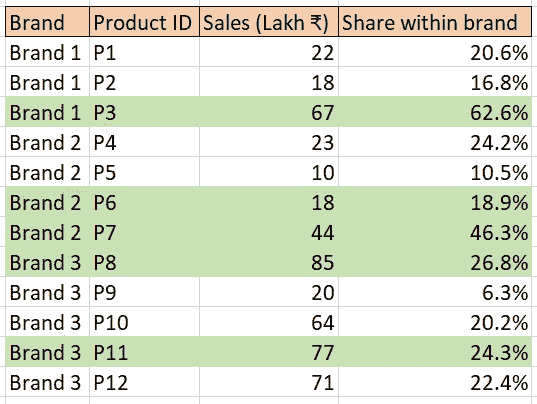 Brand Product ID Sales (Lakh ₹) Share within brand
Brand 1 P1 22 20.6%
Brand 1 P2 18 16.8%
Brand 1 P3 67 62.6%
Brand 2 P4 23 24.2%
Brand 2 P5 10 10.5%
Brand 2 P6 18 18.9%
Brand 2 P7 44 46.3%
Brand 3 P8 85 26.8%
Brand 3 P9 20 6.3%
Brand 3 P10 64 20.2%
Brand 3 P11 77 24.3%
Brand 3 P12 71 22.4%